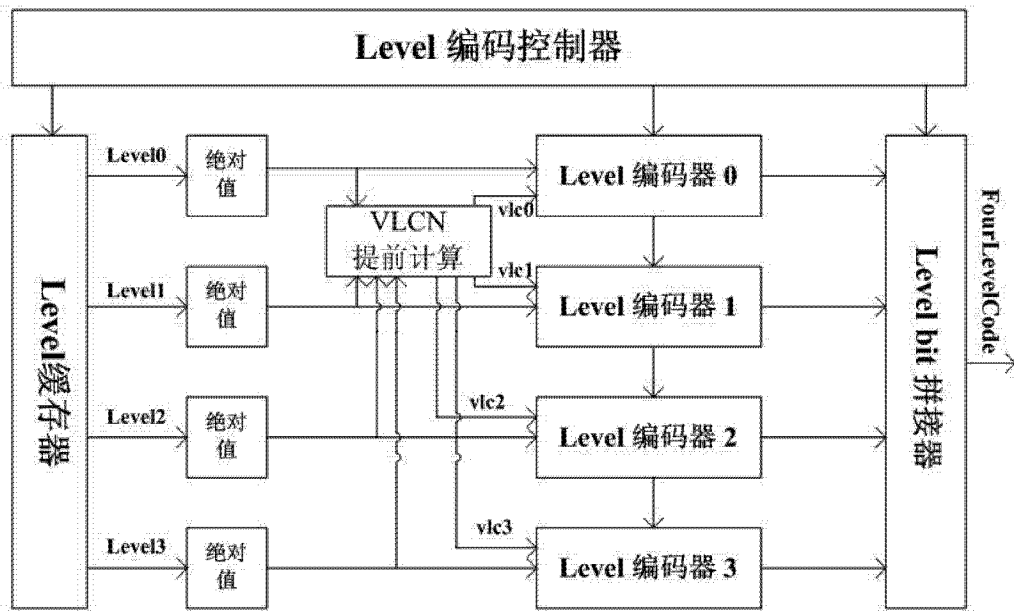 Level 编码控制器
Level0
绝对
值
Level 编码器 0
vlc0
VLCN
提前计算
vlc1
Level1
绝对
值
Level 编码器 1
Level缓存器
Level bit 拼接器
FourLevelCode
vlc2
Level2
绝对
值
Level 编码器 2
vlc3
Level3
绝对
值
Level 编码器 3